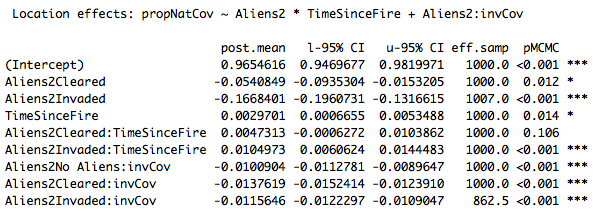 Location effects: propNatCov ~ Aliens2 * TimeSinceFire + Aliens2:invCov
post.mean l-95% CI u-95% CI eff.samp pMCMC
(Intercept) 0.9654616 0.9469677 0.9819971 1000.0 <0.001 ***
Aliens2Cleared -0.0540849 -0.0935304 -0.0153205 1000.0 0.012 *
Aliens2Invaded -0.1668401 -0.1960731 -0.1316615 1007.0 <0.001 ***
TimeSinceFire 0.0029701 0.0006655 0.0053488 1000.0 0.014 *
Aliens2Cleared:TimeSinceFire 0.0047313 -0.0006272 0.0103862 1000.0 0.106
Aliens2Invaded:TimeSinceFire 0.0104973 0.0060624 0.0144483 1000.0 <0.001 ***
Aliens2No Aliens:invCov -0.0100904 -0.0112781 -0.0089647 1000.0 <0.001 ***
Aliens2Cleared:invCov -0.0137619 -0.0152414 -0.0123910 1000.0 <0.001 ***
Aliens2Invaded:invCov -0.0115646 -0.0122297 -0.0109047 862.5 <0.001 ***